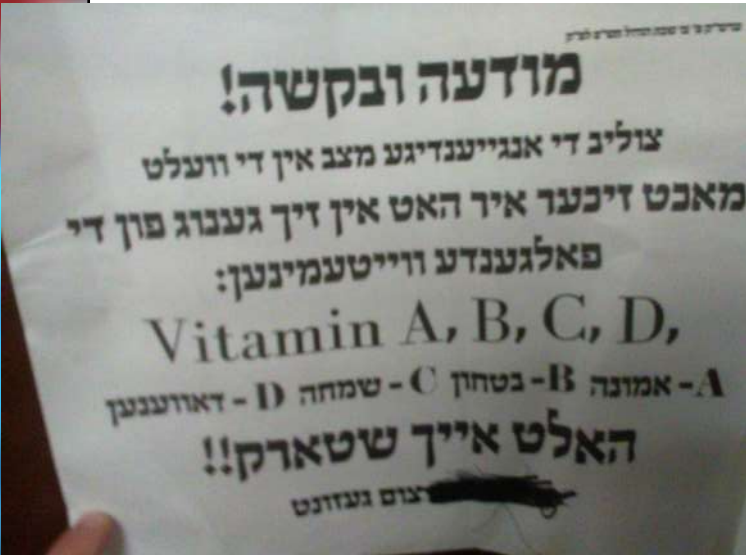 מודעה ובקשה!
צוליב די אנגייענדיגע מצב אין די וועלט
מאכט זיכער איר האט אין זיך גענוג פון די
פאלגענדע ווייטעמינען:
Vitamin A, B, C, D,
A- אמונה B- בטחון C - שמחה D - דאווענען
האלט אייך שטארק!!
צום געזונט